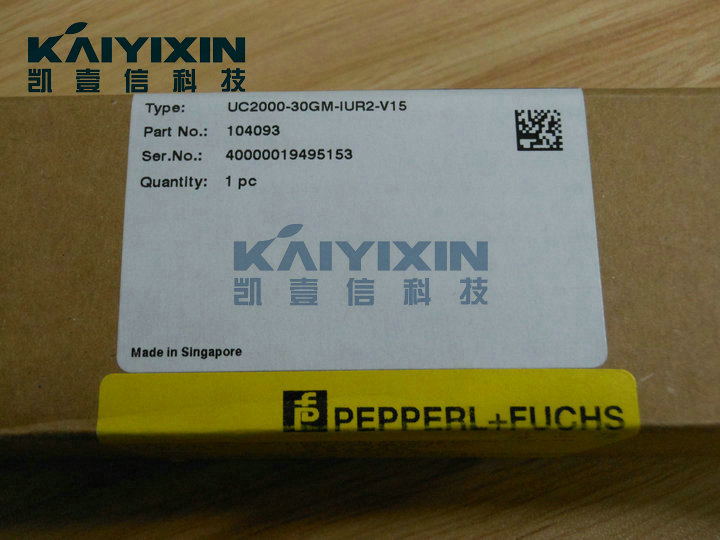 KAIYIXIN
凯壹信科技
Type: UC2000-30GM-IUR2-V15
Part No.: 104093
Ser.No.: 40000019495153
Quantity: 1 pc
KAIYIXIN
凯壹信科技
Made in Singapore
PEPPERL+FUCHS